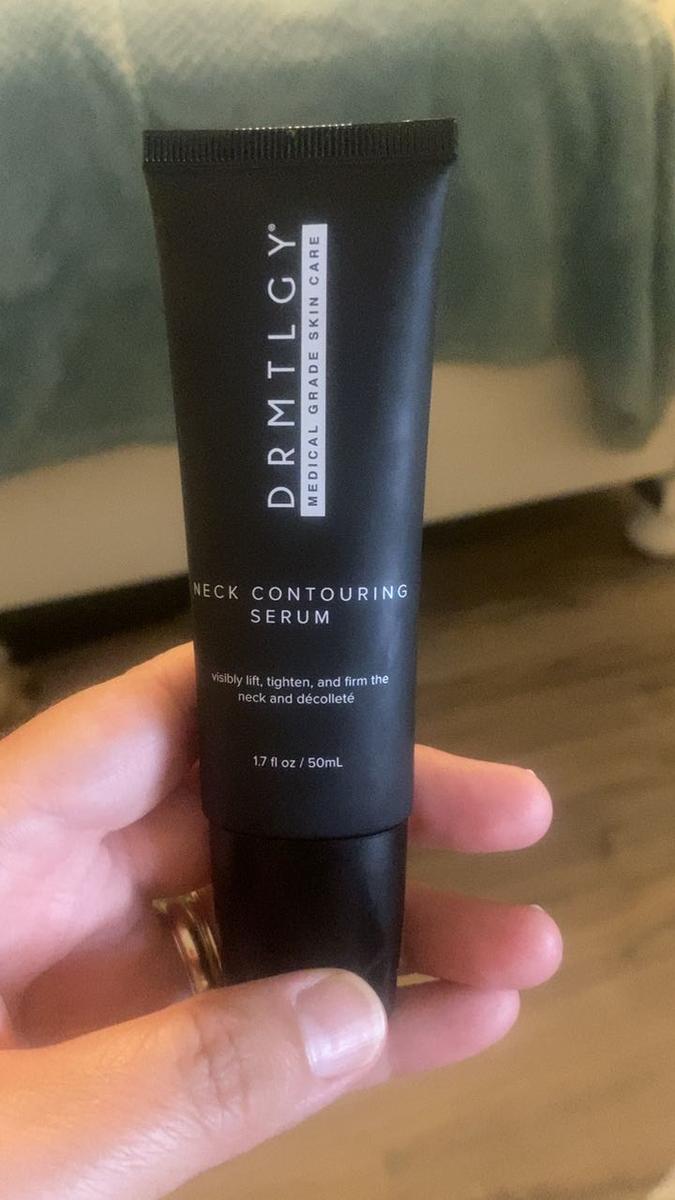 DRMTLGY®
MEDICAL GRADE SKIN CARE
NECK CONTOURING
SERUM
visibly lift, tighten, and firm the
neck and décolleté
1.7 fl oz / 50mL